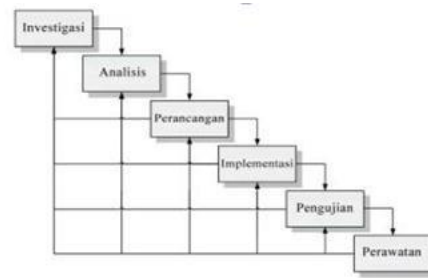 Investigasi
Analisis
Perancangan
Implementasi
Pengujian
Perawatan